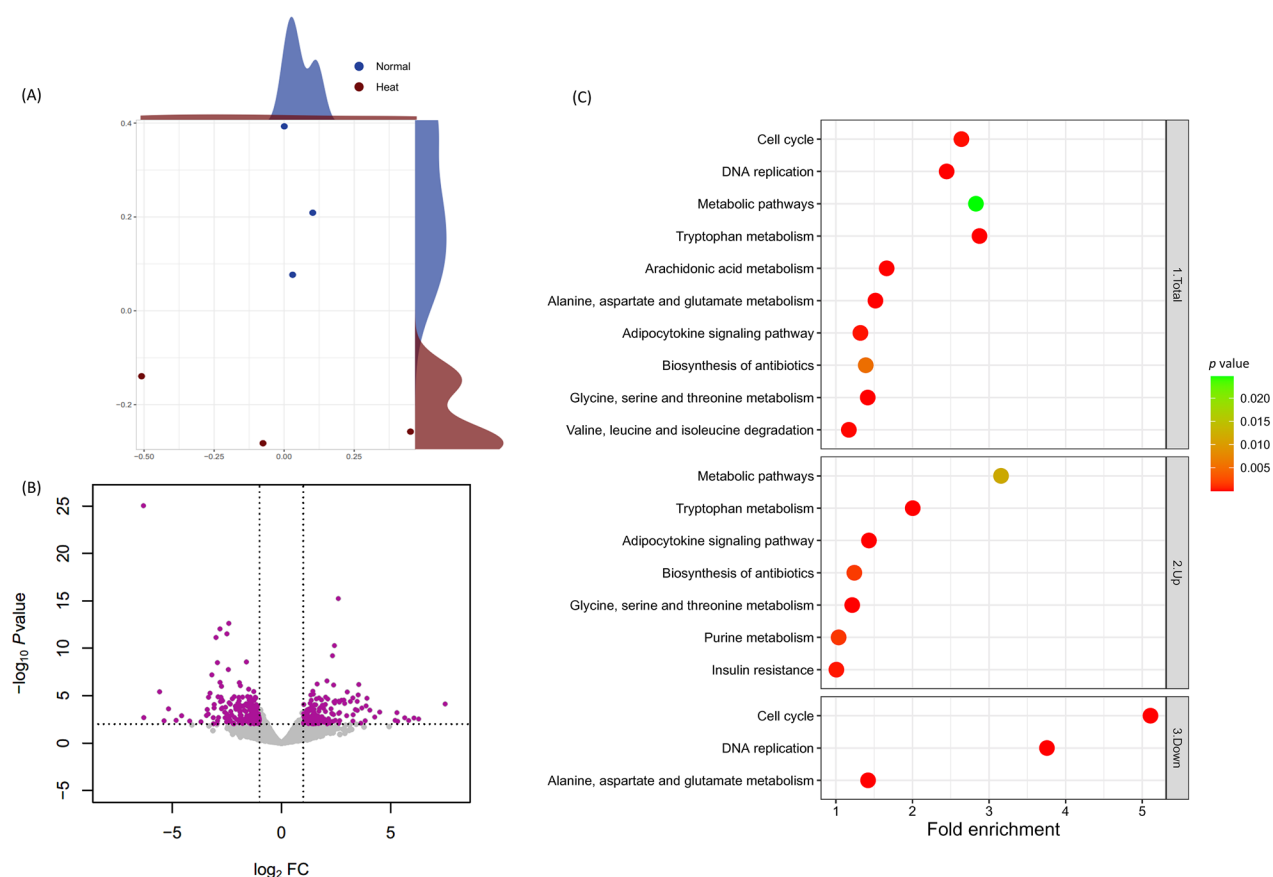 (A)
Normal
Heat
0.4
0.2
0.0
−0.2
−0.50
−0.25
0.00
0.25
(B)
25
20
15
10
5
0
−5
−log10 Pvalue
−5
0
5
log2 FC
(C)
Cell cycle
DNA replication
Metabolic pathways
Tryptophan metabolism
Arachidonic acid metabolism
Alanine, aspartate and glutamate metabolism
Adipocytokine signaling pathway
Biosynthesis of antibiotics
Glycine, serine and threonine metabolism
Valine, leucine and isoleucine degradation
1.Total
Metabolic pathways
Tryptophan metabolism
Adipocytokine signaling pathway
Biosynthesis of antibiotics
Glycine, serine and threonine metabolism
Purine metabolism
Insulin resistance
2.Up
Cell cycle
DNA replication
Alanine, aspartate and glutamate metabolism
3.Down
1
2
3
4
5
Fold enrichment
p value
0.020
0.015
0.010
0.005